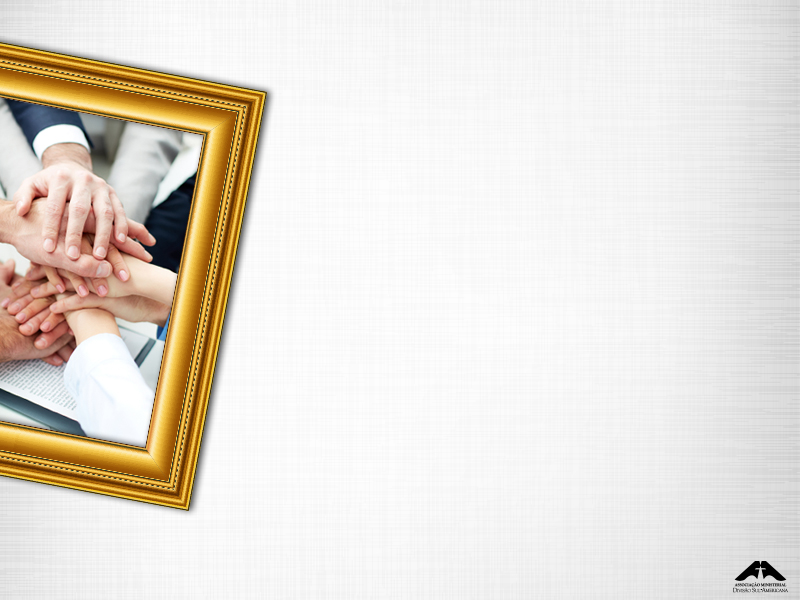 ASSOCIAÇÃO MINISTERIAL
DIVISÃO SUL-AMERICANA